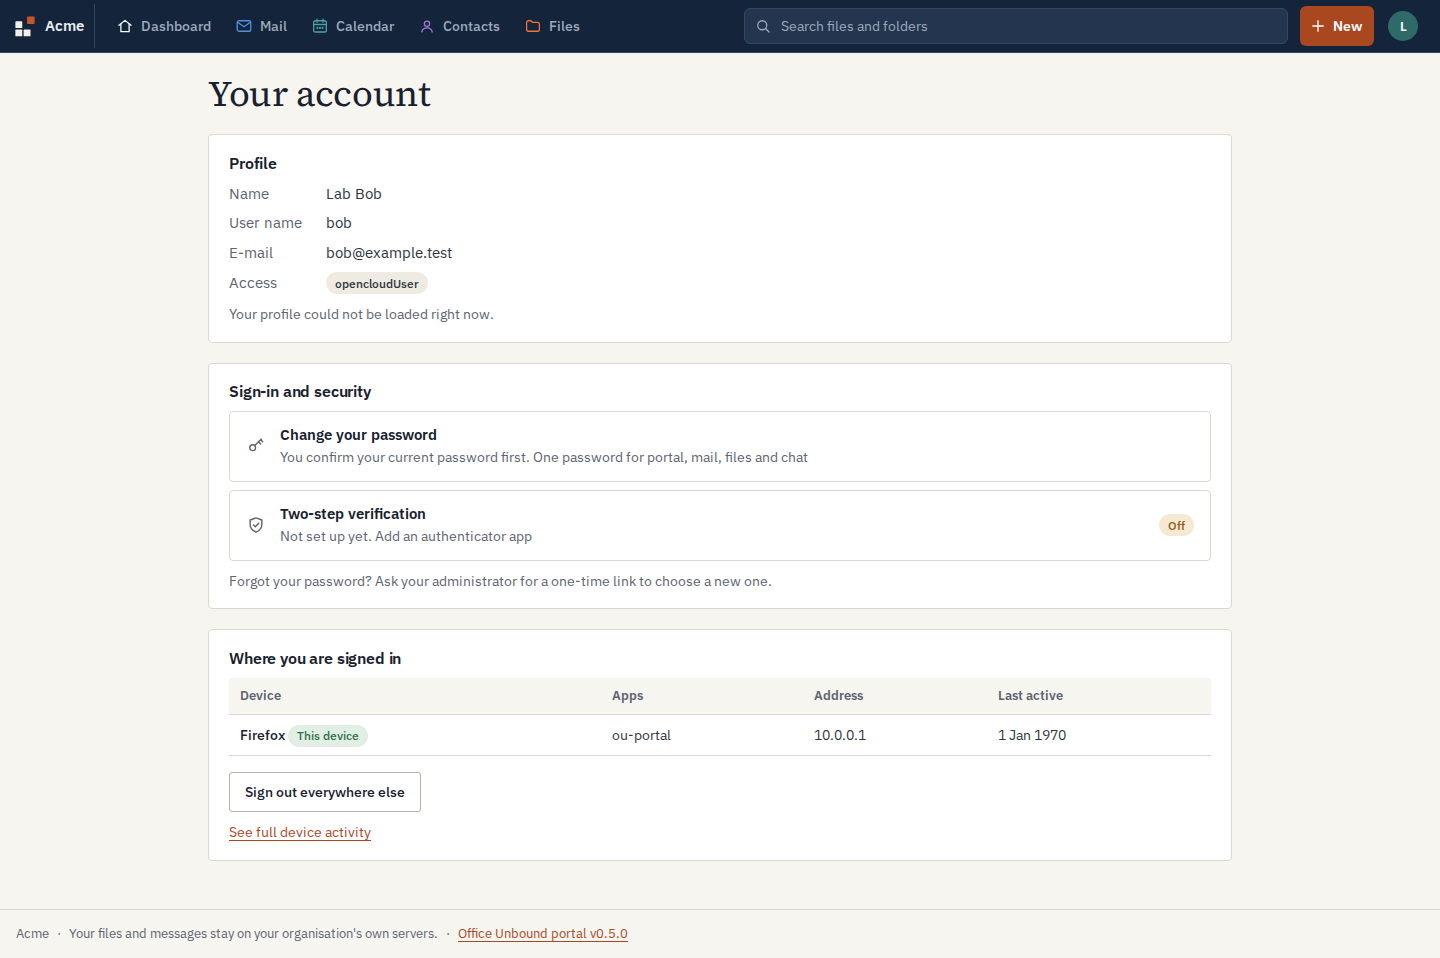 Acme
Dashboard
Mail
Calendar
Contacts
Files
Search files and folders
New
L
Your account
Profile
Name Lab Bob
User name bob
E-mail bob@example.test
Access opencloudUser
Your profile could not be loaded right now.
Sign-in and security
Change your password
You confirm your current password first. One password for portal, mail, files and chat
Two-step verification
Not set up yet. Add an authenticator app
Off
Forgot your password? Ask your administrator for a one-time link to choose a new one.
Where you are signed in
Device Apps Address Last active
Firefox This device ou-portal 10.0.0.1 1 Jan 1970
Sign out everywhere else
See full device activity
Acme · Your files and messages stay on your organisation's own servers. · Office Unbound portal v0.5.0